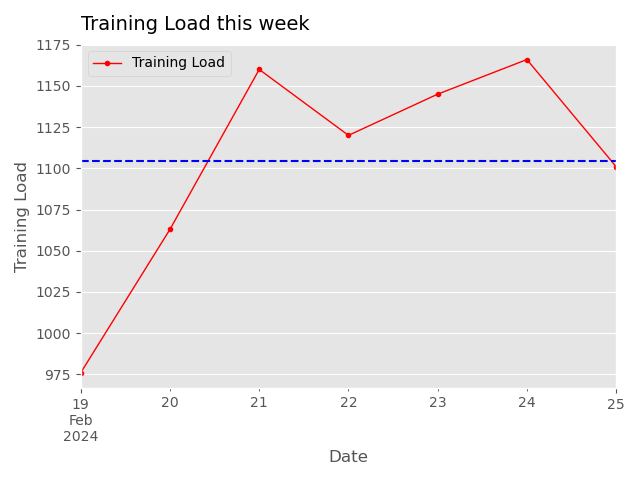 Training Load this week
Training Load
1175
1150
1125
1100
1075
1050
1025
1000
975
Training Load
19 20 21 22 23 24 25
Feb
2024
Date